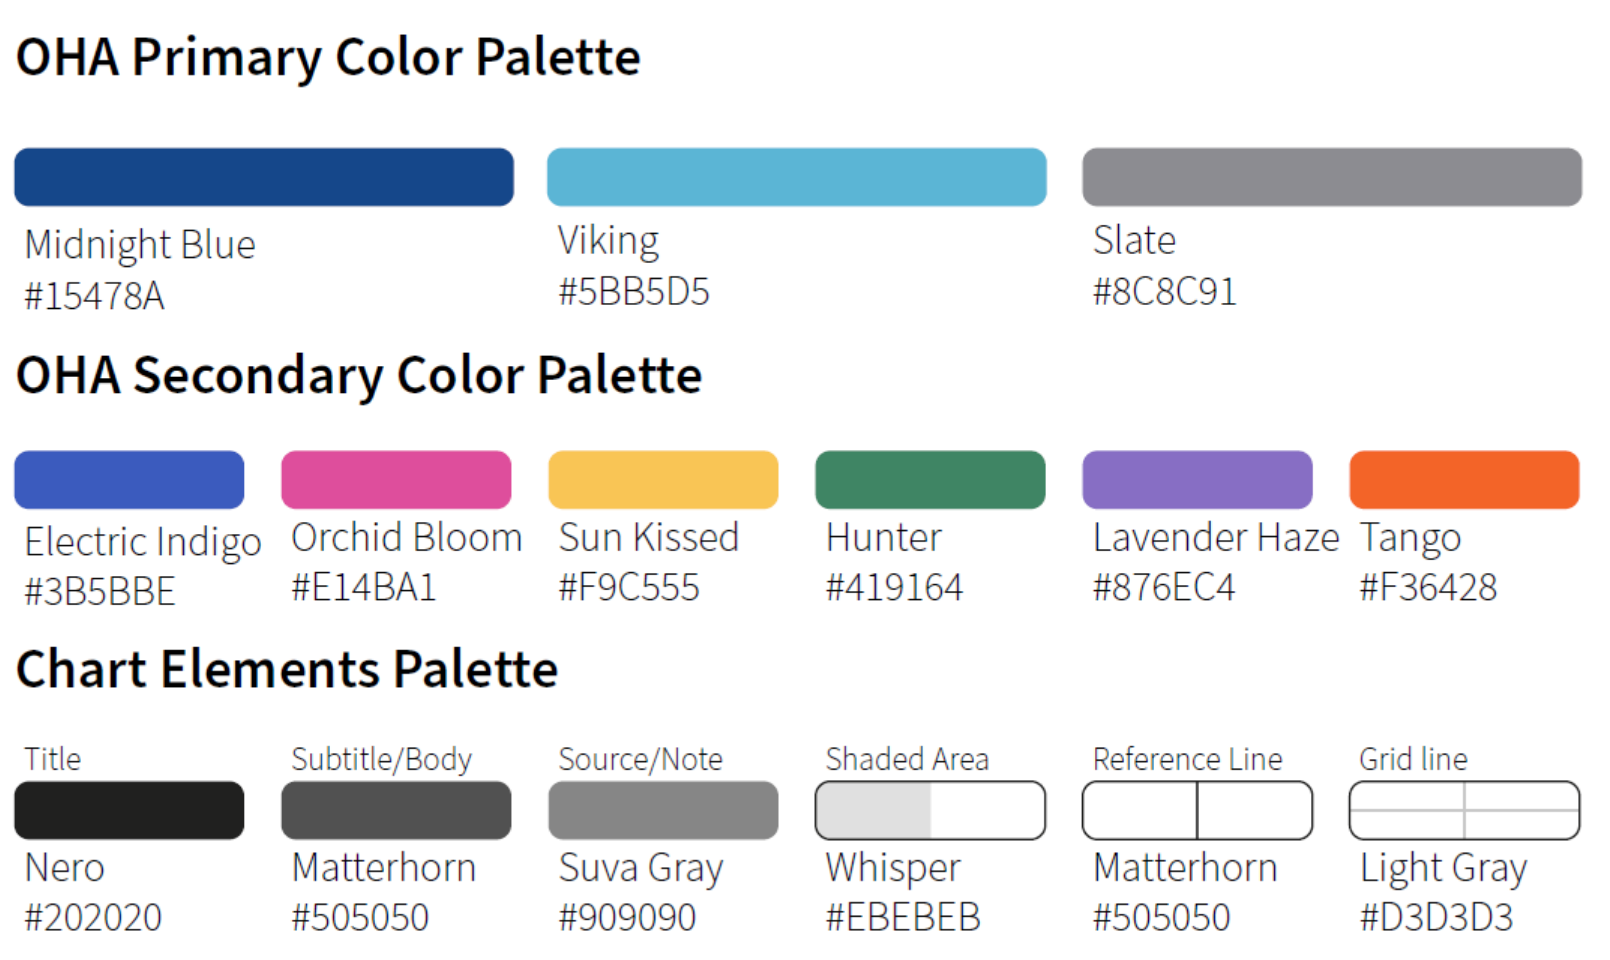 OHA Primary Color Palette
Midnight Blue Viking Slate
#15478A #5BB5D5 #8C8C91
OHA Secondary Color Palette
Electric Indigo Orchid Bloom Sun Kissed Hunter Lavender Haze Tango
#3B5BBE #E14BA1 #F9C555 #419164 #876EC4 #F36428
Chart Elements Palette
Title Subtitle/Body Source/Note Shaded Area Reference Line Grid line
Nero Matterhorn Suva Gray Whisper Matterhorn Light Gray
#202020 #505050 #909090 #EBEBEB #505050 #D3D3D3